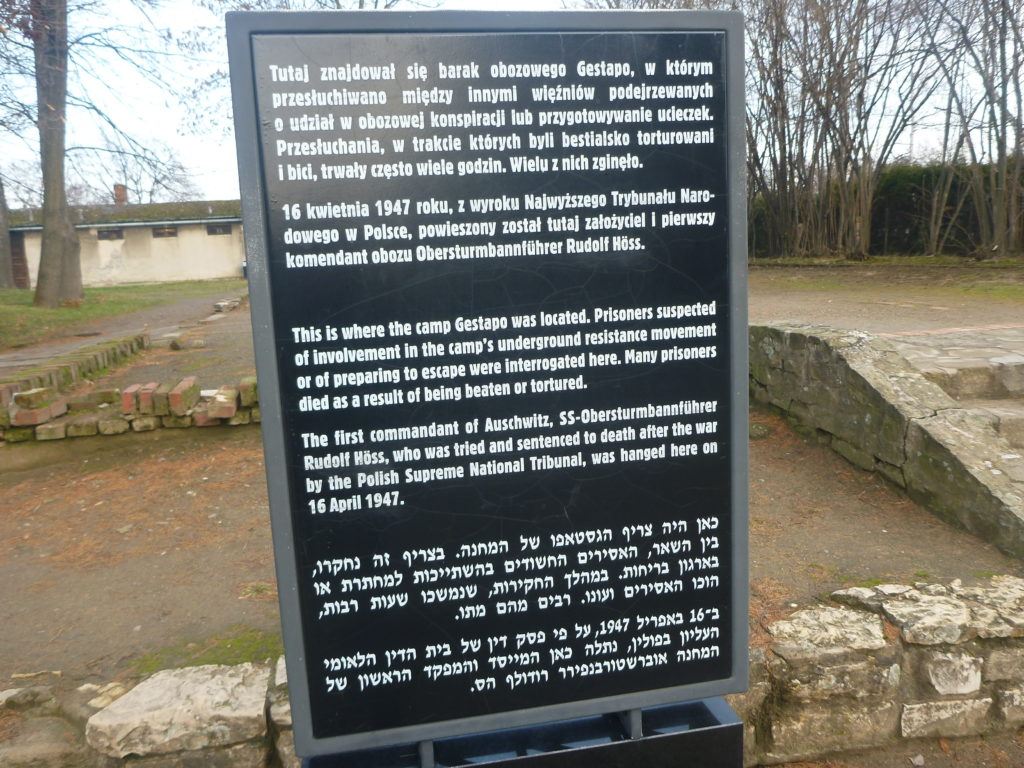 Tutaj znajdował się barak obozowego Gestapo, w którym
przesłuchiwano między innymi więźniów podejrzewanych
o udział w obozowej konspiracji lub przygotowywanie ucieczek.
Przesłuchania, w trakcie których byli bestialsko torturowani
i bici, trwały często wiele godzin. Wielu z nich zginęło.
16 kwietnia 1947 roku, z wyroku Najwyższego Trybunału Naro-
dowego w Polsce, powieszony został tutaj założyciel i pierwszy
komendant obozu Obersturmbannführer Rudolf Höss.
This is where the camp Gestapo was located. Prisoners suspected
of involvement in the camp's underground resistance movement
or of preparing to escape were interrogated here. Many prisoners
died as a result of being beaten or tortured.
The first commandant of Auschwitz, SS-Obersturmbannführer
Rudolf Höss, who was tried and sentenced to death after the war
by the Polish Supreme National Tribunal, was hanged here on
16 April 1947.
כאן היה צריף הגסטאפו של המחנה. בצריף זה נחקרו,
בין השאר, האסירים החשודים בהשתייכות למחתרת או
בארגון בריחות. במהלך החקירות, שנמשכו שעות רבות,
הוכו האסירים ועונו. רבים מהם מתו.
ב־16 באפריל 1947, על פי פסק דין של בית הדין הלאומי
העליון בפולין, נתלה כאן המייסד והמפקד הראשון של
המחנה אוברשטורבנפירר רודולף הס.